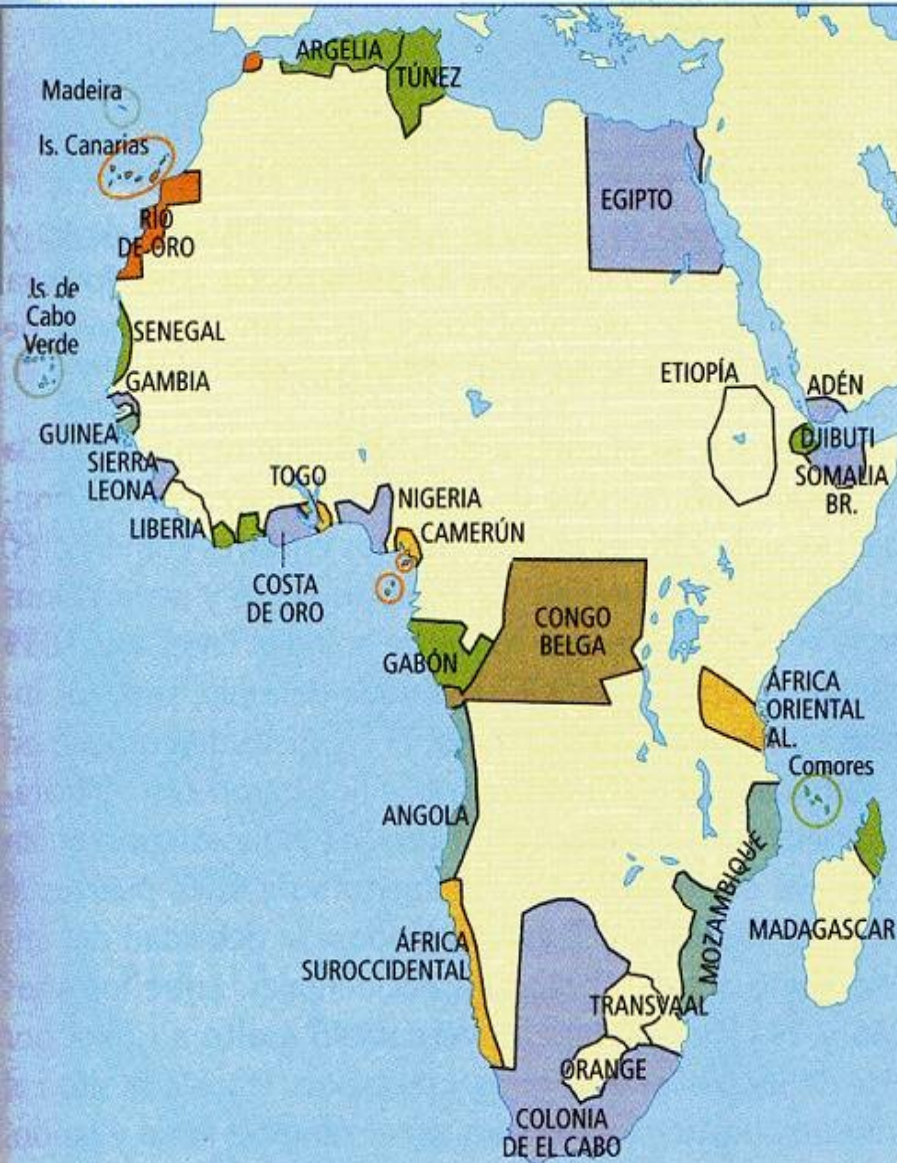 ARGELIA
TÚNEZ
Madeira
Is. Canarias
EGIPTO
RÍO
DE ORO
Is. de
Cabo
Verde
SENEGAL
ETIOPÍA
ADÉN
GAMBIA
GUINEA
DJIBUTI
SIERRA
LEONA
SOMALIA
BR.
TOGO
NIGERIA
LIBERIA
CAMERÚN
COSTA
DE ORO
CONGO
BELGA
GABÓN
ÁFRICA
ORIENTAL
AL.
Comores
ANGOLA
MOZAMBIQUE
MADAGASCAR
ÁFRICA
SUROCCIDENTAL
TRANSVAAL
ORANGE
COLONIA
DE EL CABO